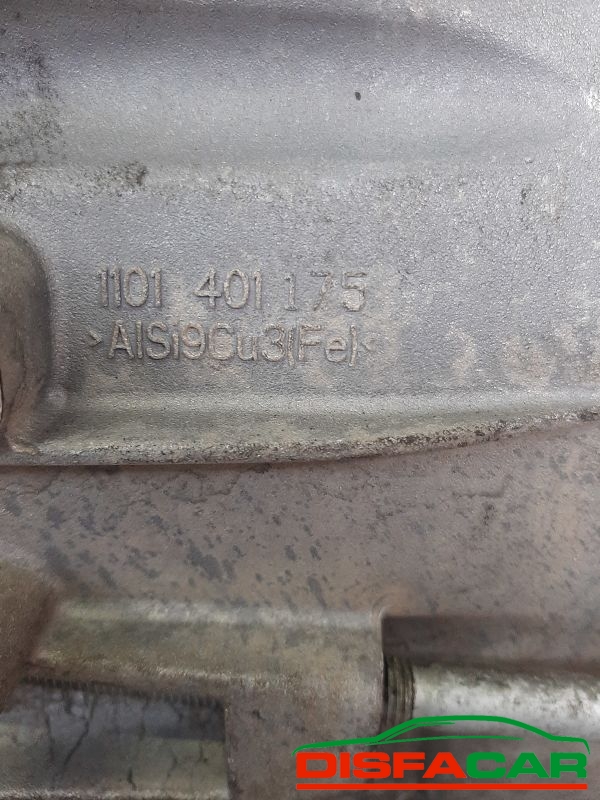 1101 401 175
>AlSi9Cu3(Fe)<
DISFACAR